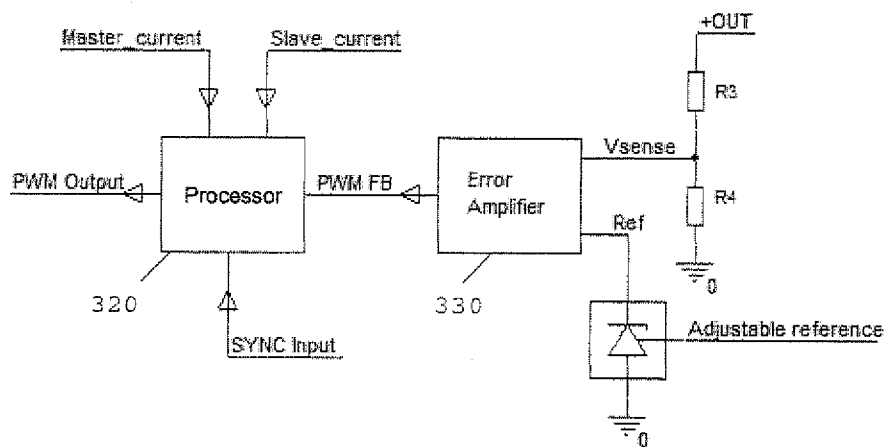 +OUT
Master_current
Slave_current
R3
Vsense
PWM Output
Processor
PWM FB
Error
Amplifier
R4
Ref
0
320
330
SYNC Input
Adjustable reference
0